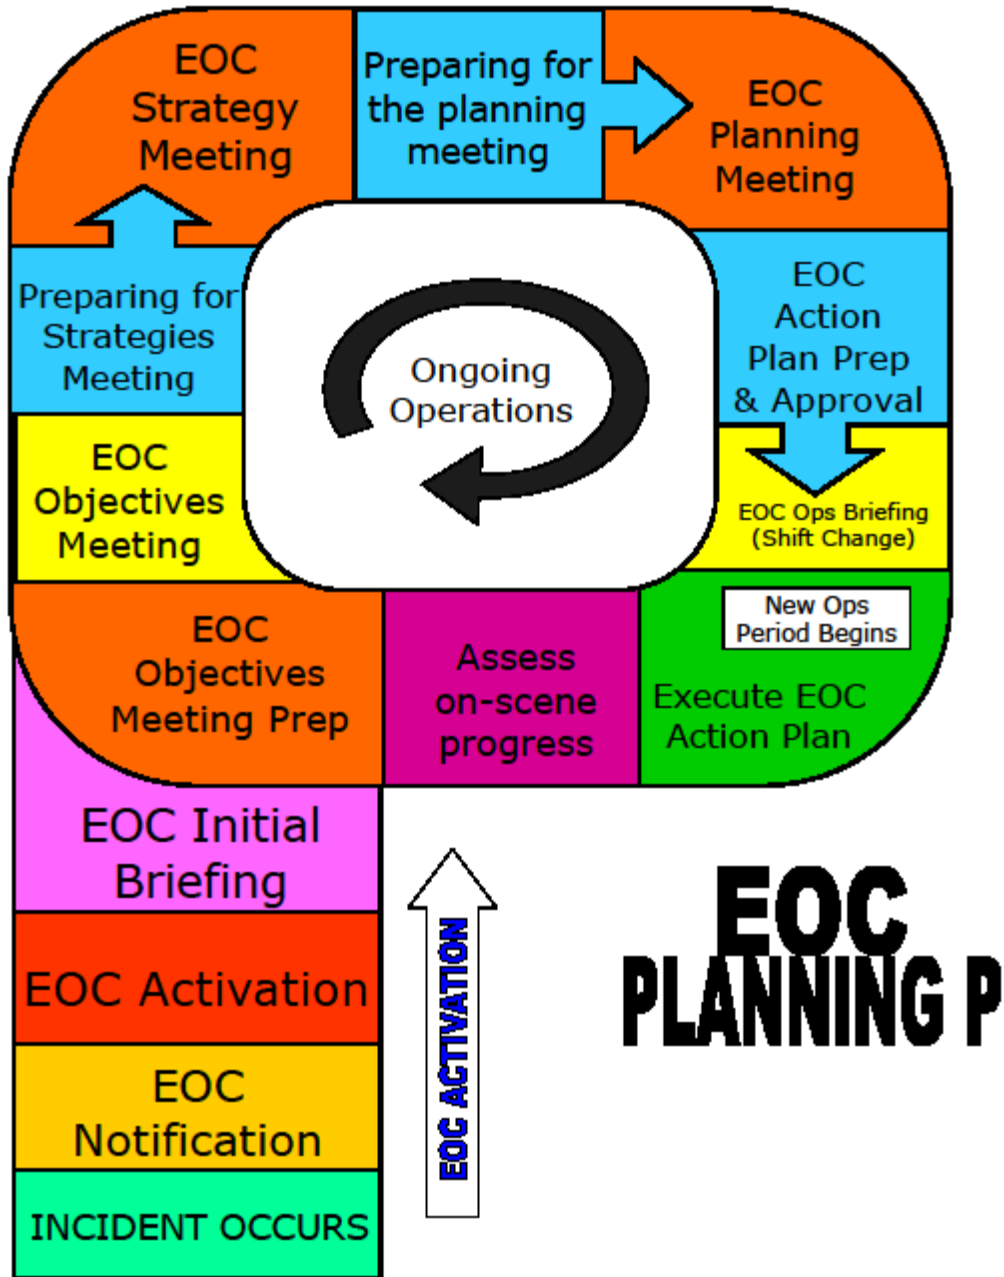 EOC
Strategy
Meeting
Preparing for
the planning
meeting
EOC
Planning
Meeting
Preparing for
Strategies
Meeting
EOC
Action
Plan Prep
& Approval
Ongoing
Operations
EOC
Objectives
Meeting
EOC Ops Briefing
(Shift Change)
New Ops
Period Begins
Execute EOC
Action Plan
Assess
on-scene
progress
EOC
Objectives
Meeting Prep
EOC Initial
Briefing
EOC Activation
EOC
Notification
INCIDENT OCCURS
EOC ACTIVATION
EOC
PLANNING P